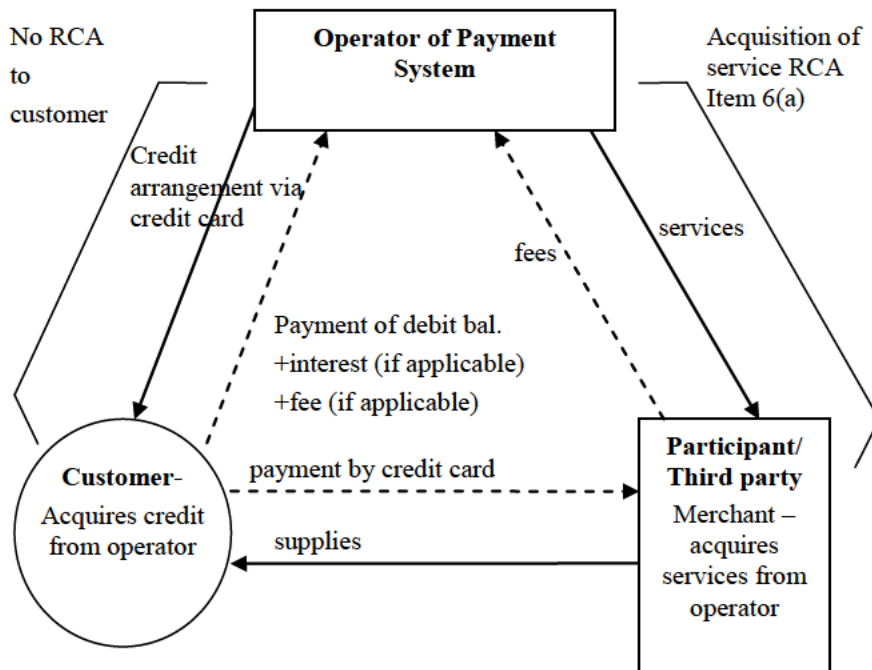 No RCA
to
customer
Operator of Payment
System
Acquisition of
service RCA
Item 6(a)
Credit
arrangement via
credit card
services
fees
Payment of debit bal.
+interest (if applicable)
+fee (if applicable)
Customer-
Acquires credit
from operator
payment by credit card
supplies
Participant/
Third party
Merchant –
acquires
services from
operator